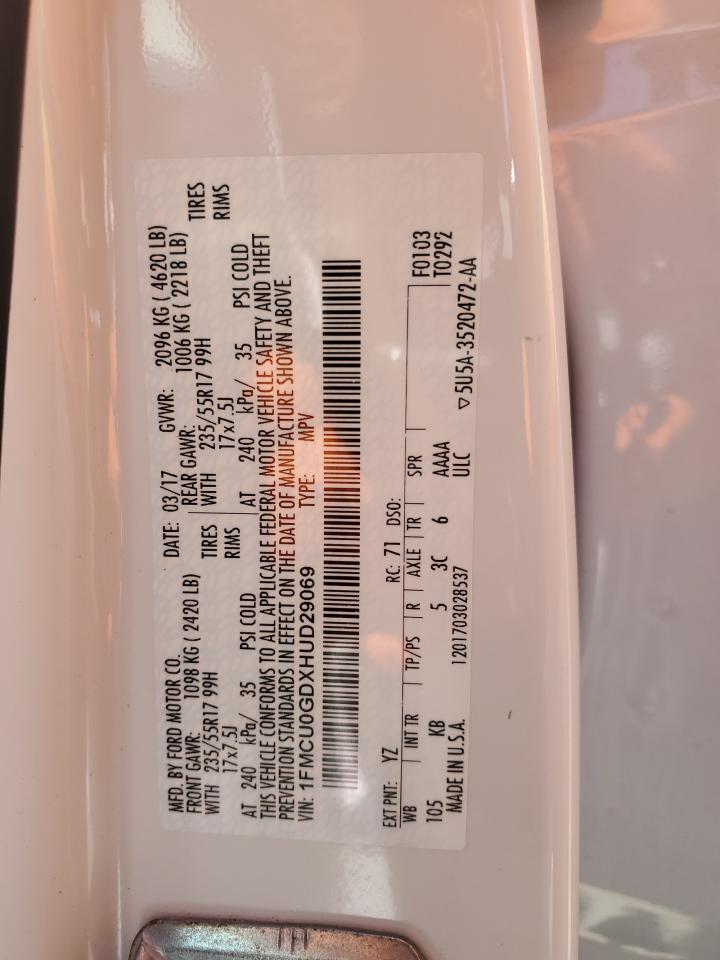 MFD. BY FORD MOTOR CO. DATE: 03/17 GVWR: 2096 KG ( 4620 LB)
FRONT GAWR: 1098 KG ( 2420 LB) REAR GAWR: 1006 KG ( 2218 LB)
WITH 235/55R17 99H TIRES WITH 235/55R17 99H TIRES
17x7.5J RIMS 17x7.5J RIMS
AT 240 kPa/ 35 PSI COLD AT 240 kPa/ 35 PSI COLD
THIS VEHICLE CONFORMS TO ALL APPLICABLE FEDERAL MOTOR VEHICLE SAFETY AND THEFT
PREVENTION STANDARDS IN EFFECT ON THE DATE OF MANUFACTURE SHOWN ABOVE.
VIN: 1FMCU0GDXHUD29069 TYPE: MPV
EXT PNT: YZ RC: 71 DSO: F0103
WB INT TR TP/PS R AXLE TR SPR T0292
105 KB 5 3C 6 AAAA
MADE IN U.S.A. 1201703028537 ULC ▽5U5A-3520472-AA